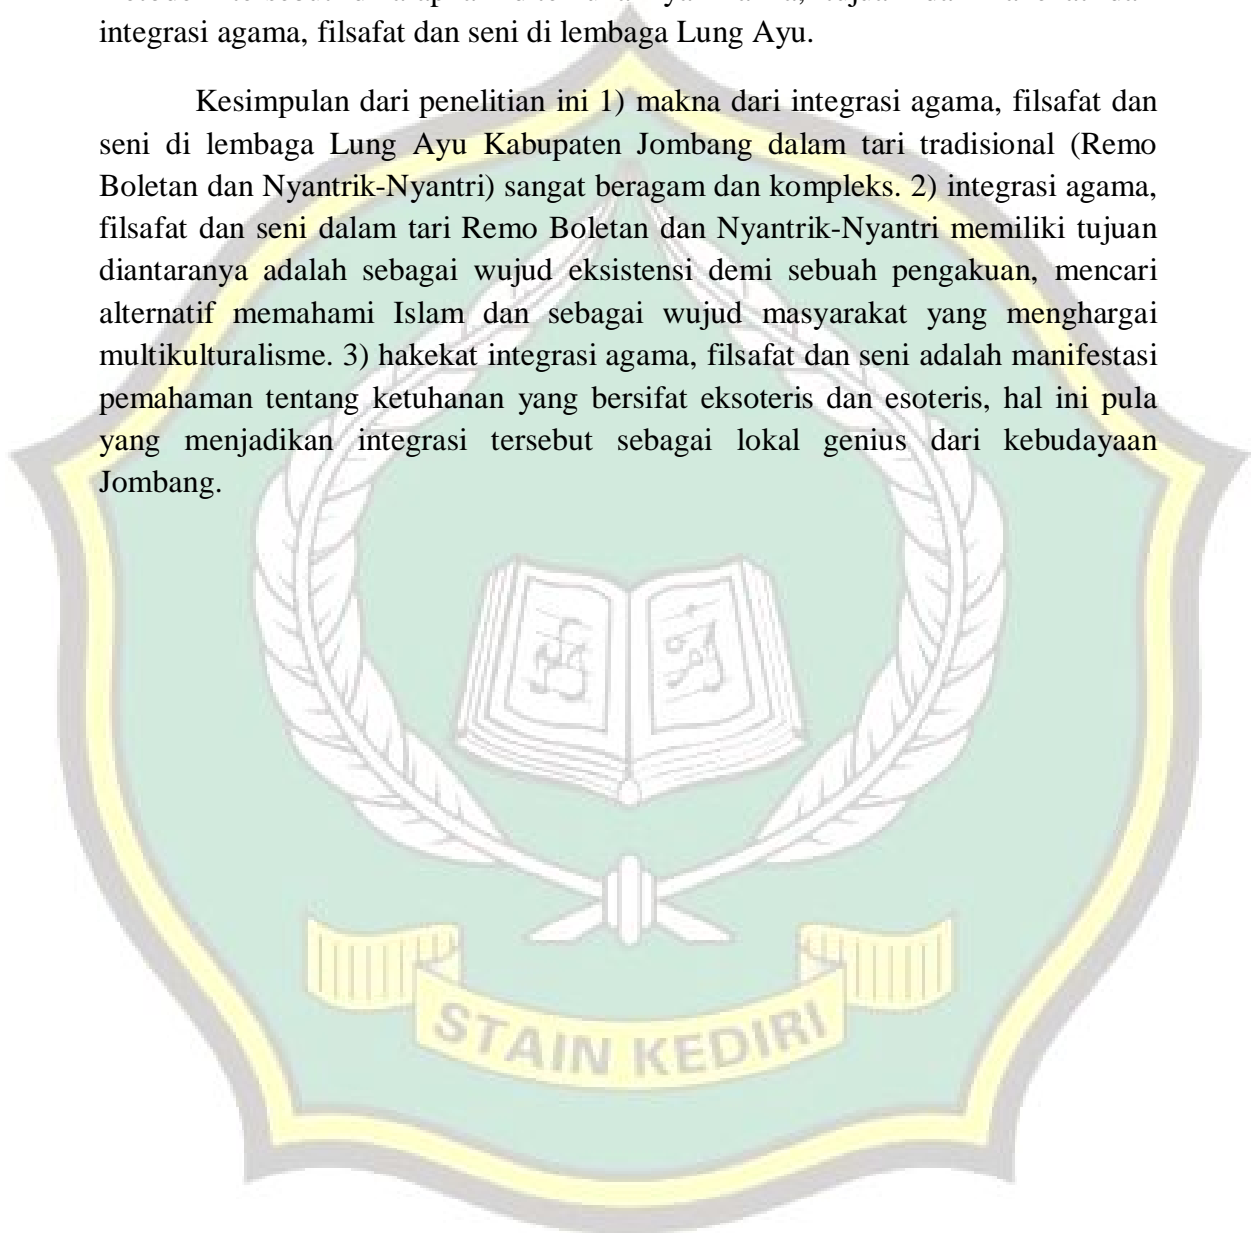 integrasi agama, filsafat dan seni di lembaga Lung Ayu.
Kesimpulan dari penelitian ini 1) makna dari integrasi agama, filsafat dan
seni di lembaga Lung Ayu Kabupaten Jombang dalam tari tradisional (Remo
Boletan dan Nyantrik-Nyantri) sangat beragam dan kompleks. 2) integrasi agama,
filsafat dan seni dalam tari Remo Boletan dan Nyantrik-Nyantri memiliki tujuan
diantaranya adalah sebagai wujud eksistensi demi sebuah pengakuan, mencari
alternatif memahami Islam dan sebagai wujud masyarakat yang menghargai
multikulturalisme. 3) hakekat integrasi agama, filsafat dan seni adalah manifestasi
pemahaman tentang ketuhanan yang bersifat eksoteris dan esoteris, hal ini pula
yang menjadikan integrasi tersebut sebagai lokal genius dari kebudayaan
Jombang.
STAIN KEDIRI